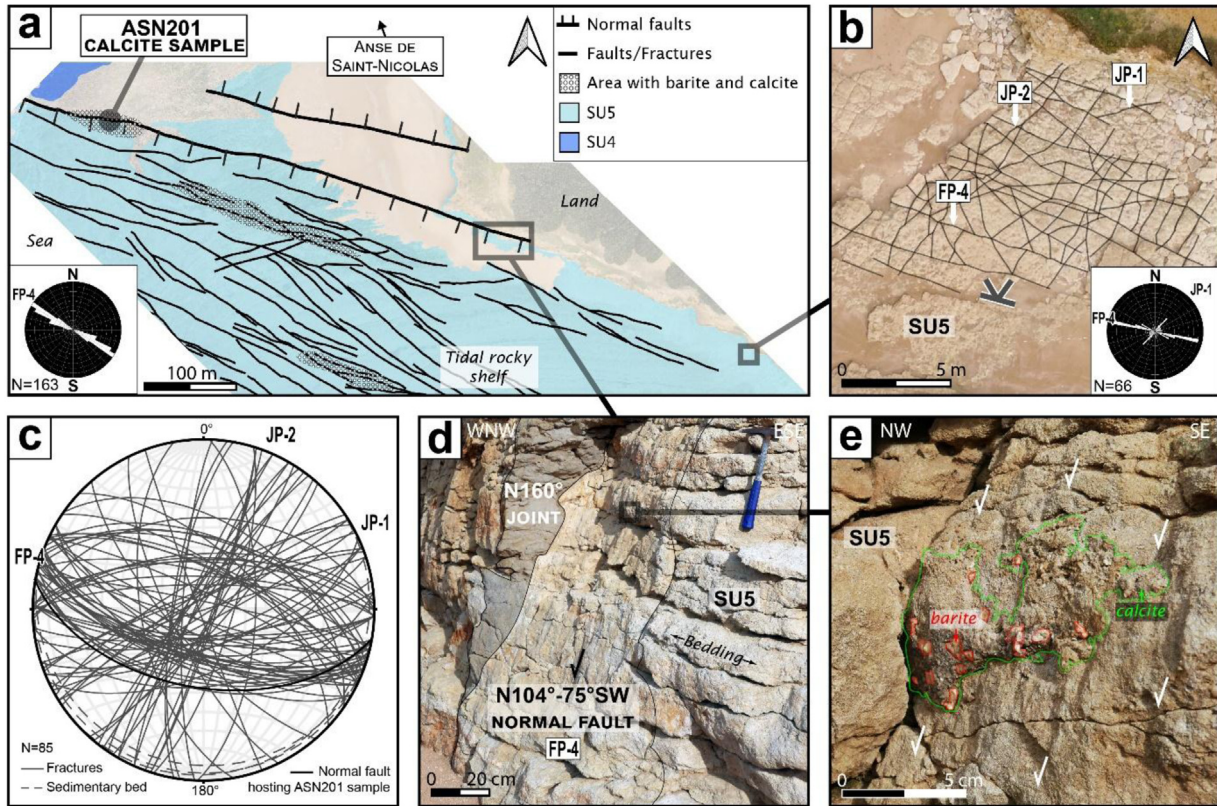 a
ASN201
CALCITE SAMPLE
ANSE DE
SAINT-NICOLAS
Normal faults
Faults/Fractures
Area with barite and calcite
SU5
SU4
Land
Sea
Tidal rocky
shelf
N
FP-4
S
N=163
100 m
b
JP-1
JP-2
FP-4
SU5
0 5 m
N
JP-1
FP-4
S
N=66
c
0°
JP-2
JP-1
FP-4
N=85
Fractures
Sedimentary bed
180°
Normal fault
hosting ASN201 sample
d
WNW
ESE
N160°
JOINT
SU5
Bedding
N104°-75°SW
NORMAL FAULT
FP-4
0 20 cm
e
NW
SE
SU5
barite
calcite
0 5 cm